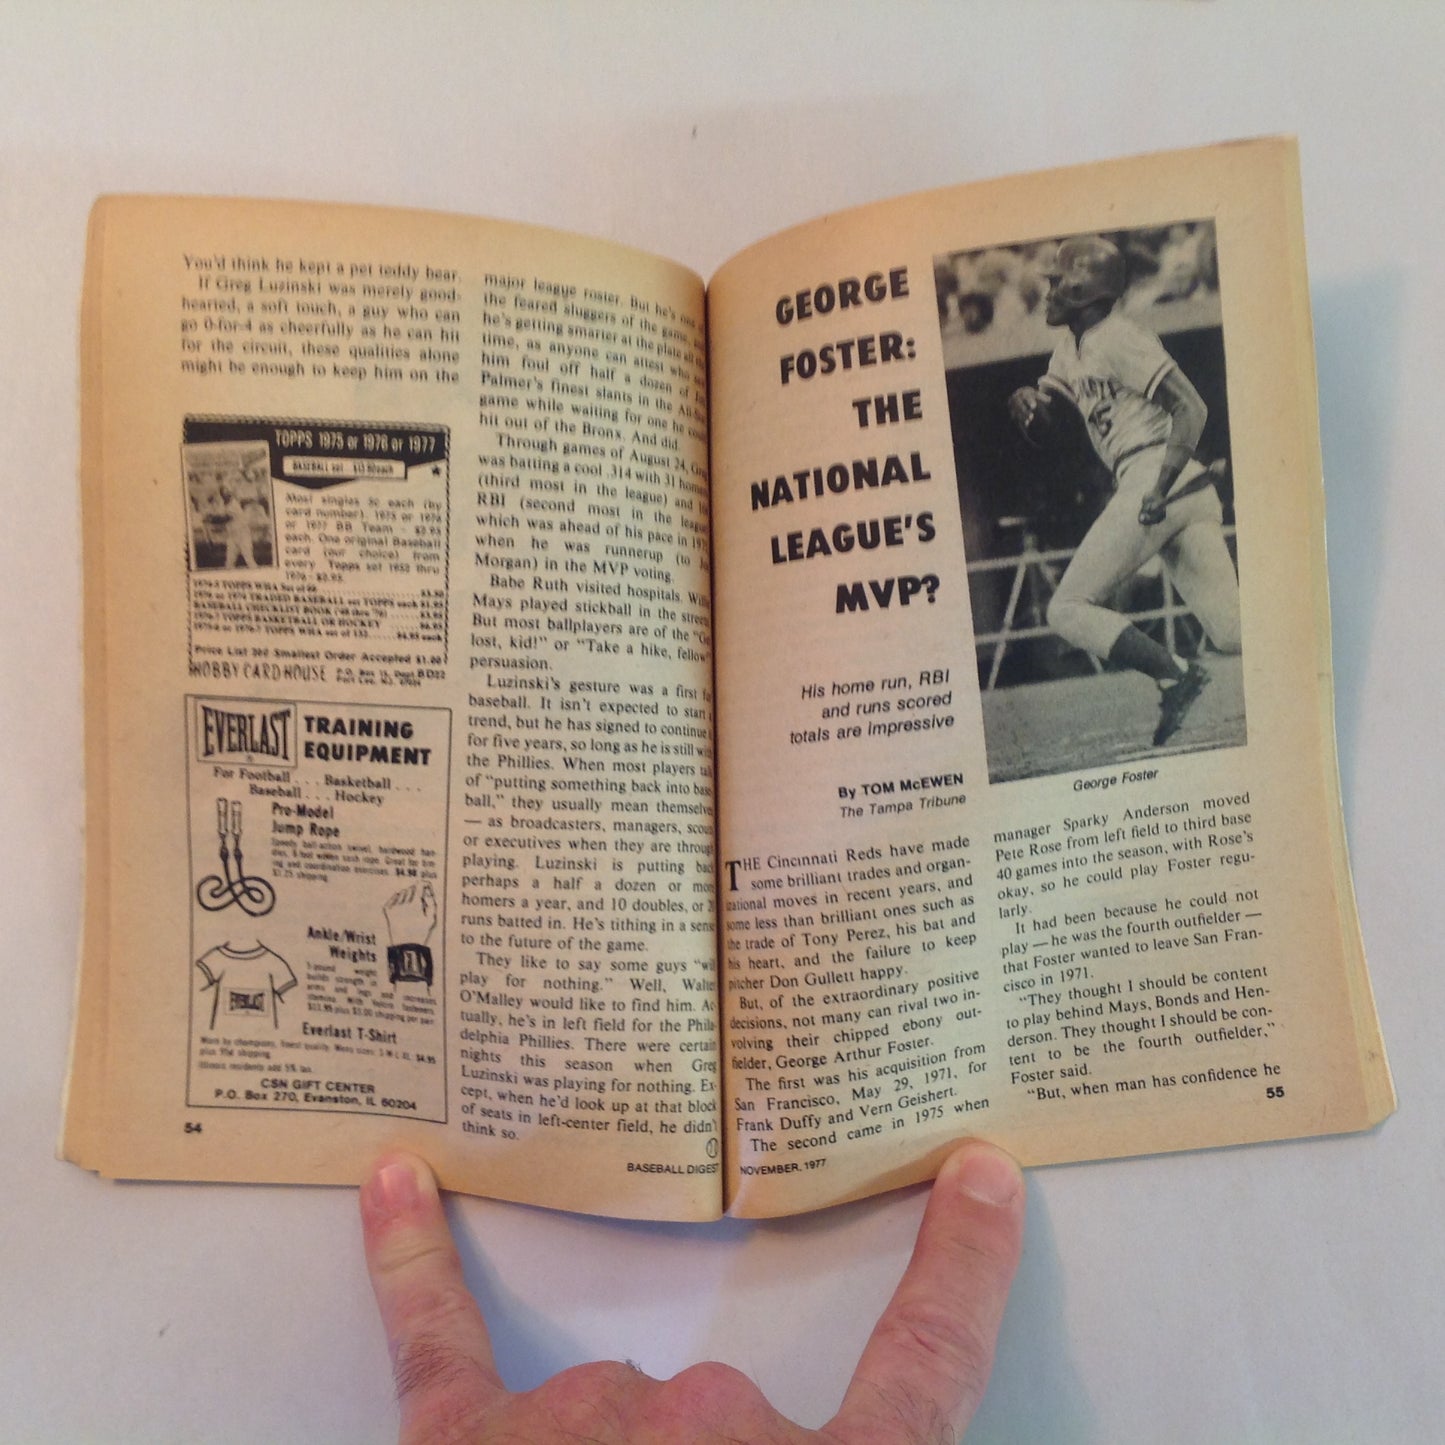 You'd think he kept a pet teddy bear.
If Greg Luzinski was merely good-
hearted, a soft touch, a guy who can
go 0-for-4 as cheerfully as he can hit
for the circuit, these qualities alone
might be enough to keep him on the
TOPPS 1975 or 1976 or 1977
BASEBALL set
Most singles 5c each (by
card number). 1975 or 1976
or 1977 BB Team - $2.95
each. One original Baseball
card (our choice) from
every Topps set 1952 thru
1976 - $2.95.
BASEBALL CHECKLIST BOOK
TOPPS BASKETBALL OR HOCKEY
Price List 30c Smallest Order Accepted $1.00
HOBBY CARD HOUSE
EVERLAST
TRAINING
EQUIPMENT
For Football . . . Basketball . . .
Baseball . . . Hockey
Pro-Model
Jump Rope
Ankle/Wrist
Weights
EVERLAST
Everlast T-Shirt
CSN GIFT CENTER
P.O. Box 270, Evanston, IL 60204
54
major league roster. But he's one
the feared sluggers of the game,
he's getting smarter at the plate all
time, as anyone can attest who
him foul off half a dozen of
Palmer's finest slants in the All-Star
game while waiting for one he could
hit out of the Bronx. And did.
Through games of August 24,
was batting a cool .314 with 31
(third most in the league) and
RBI (second most in the league
which was ahead of his pace in
when he was runnerup (to
Morgan) in the MVP voting.
Babe Ruth visited hospitals. Willie
Mays played stickball in the streets
But most ballplayers are of the
lost, kid!" or "Take a hike, fellow"
persuasion.
Luzinski's gesture was a first
baseball. It isn't expected to start
trend, but he has signed to continue
for five years, so long as he is still
the Phillies. When most players
of "putting something back into base-
ball," they usually mean themselves
— as broadcasters, managers, scouts
or executives when they are through
playing. Luzinski is putting back
perhaps a half a dozen or more
homers a year, and 10 doubles, or
runs batted in. He's tithing in a sense
to the future of the game.
They like to say some guys "will
play for nothing." Well, Walter
O'Malley would like to find him. Ac-
tually, he's in left field for the Phila-
delphia Phillies. There were certain
nights this season when Greg
Luzinski was playing for nothing. Ex-
cept, when he'd look up at that block
of seats in left-center field, he didn't
think so.
BASEBALL DIGEST
GEORGE
FOSTER:
THE
NATIONAL
LEAGUE'S
MVP?
His home run, RBI
and runs scored
totals are impressive
By TOM McEWEN
The Tampa Tribune
George Foster
THE Cincinnati Reds have made
some brilliant trades and organ-
izational moves in recent years, and
some less than brilliant ones such as
the trade of Tony Perez, his bat and
his heart, and the failure to keep
pitcher Don Gullett happy.
But, of the extraordinary positive
decisions, not many can rival two in-
volving their chipped ebony out-
fielder, George Arthur Foster.
The first was his acquisition from
San Francisco, May 29, 1971, for
Frank Duffy and Vern Geishert.
The second came in 1975 when
NOVEMBER, 1977
manager Sparky Anderson moved
Pete Rose from left field to third base
40 games into the season, with Rose's
okay, so he could play Foster regu-
larly.
It had been because he could not
play — he was the fourth outfielder —
that Foster wanted to leave San Fran-
cisco in 1971.
"They thought I should be content
to play behind Mays, Bonds and Hen-
derson. They thought I should be con-
tent to be the fourth outfielder,"
Foster said.
"But, when man has confidence he
55